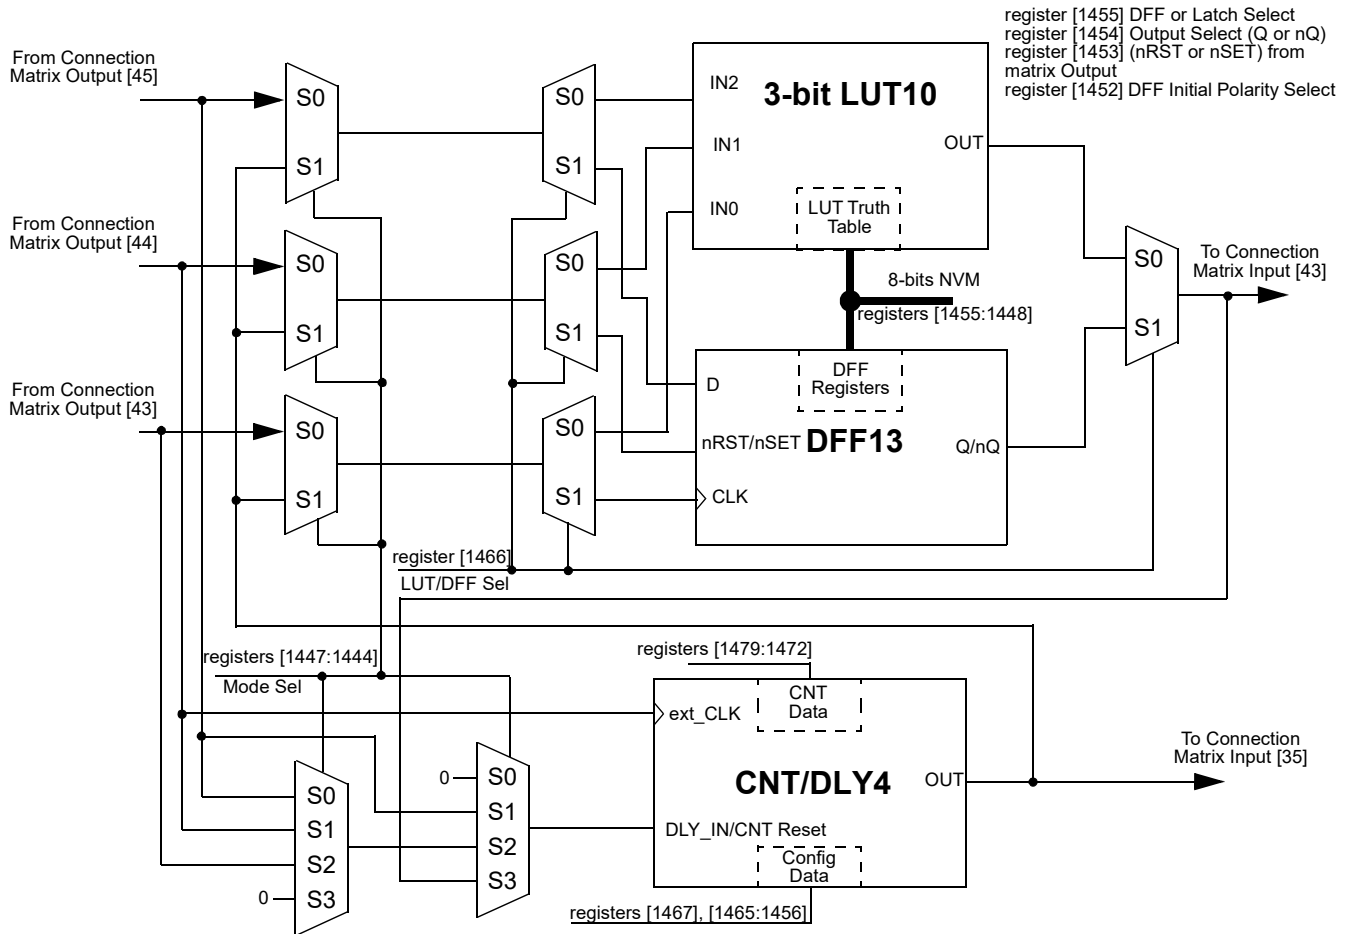 register [1455] DFF or Latch Select
register [1454] Output Select (Q or nQ)
register [1453] (nRST or nSET) from
matrix Output
register [1452] DFF Initial Polarity Select
From Connection
Matrix Output [45]
S0
S1
S0
S1
IN2
3-bit LUT10
IN1
OUT
IN0
LUT Truth
Table
From Connection
Matrix Output [44]
S0
S1
S0
S1
8-bits NVM
registers [1455:1448]
S0
S1
To Connection
Matrix Input [43]
From Connection
Matrix Output [43]
S0
S1
S0
S1
D
DFF
Registers
nRST/nSET
DFF13
Q/nQ
CLK
register [1466]
LUT/DFF Sel
registers [1447:1444]
Mode Sel
registers [1479:1472]
CNT
Data
ext_CLK
CNT/DLY4
OUT
To Connection
Matrix Input [35]
DLY_IN/CNT Reset
Config
Data
registers [1467], [1465:1456]
0
S0
S1
S2
S3
S0
S1
S2
0
S3